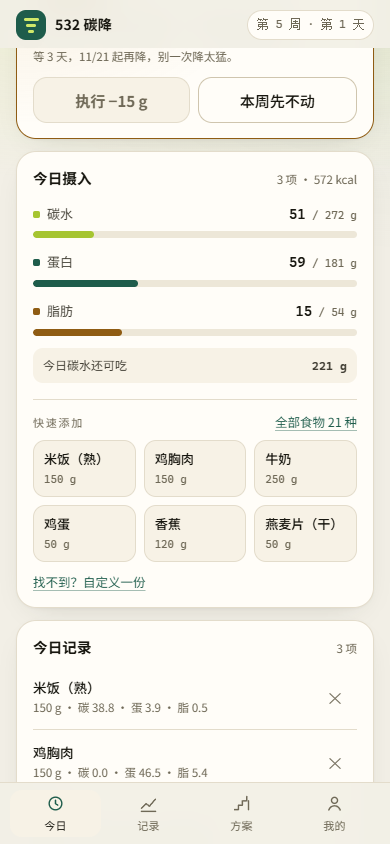 532 碳降
第 5 周 · 第 1 天
等 3 天，11/21 起再降，别一次降太猛。
执行 −15 g
本周先不动
今日摄入
3 项 • 572 kcal
碳水
51 / 272 g
蛋白
59 / 181 g
脂肪
15 / 54 g
今日碳水还可吃
221 g
快速添加
全部食物 21 种
米饭（熟）
150 g
鸡胸肉
150 g
牛奶
250 g
鸡蛋
50 g
香蕉
120 g
燕麦片（干）
50 g
找不到？自定义一份
今日记录
3 项
米饭（熟）
150 g • 碳 38.8 • 蛋 3.9 • 脂 0.5
鸡胸肉
150 g • 碳 0.0 • 蛋 46.5 • 脂 5.4
今日
记录
方案
我的